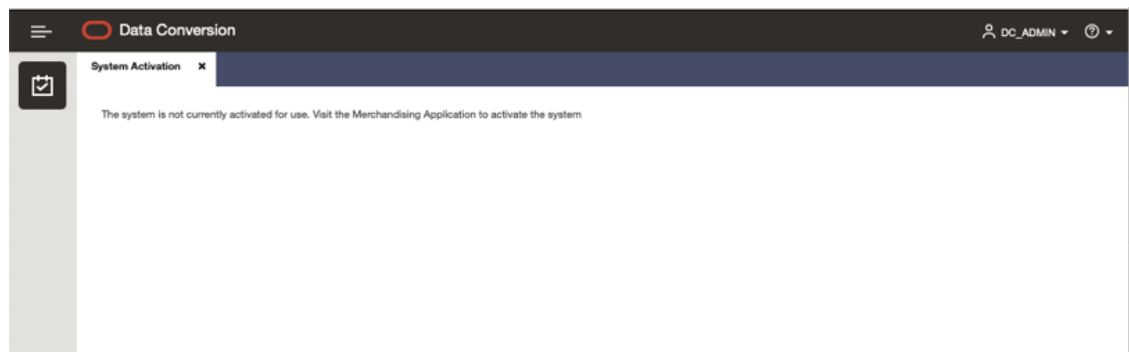 Data Conversion
DC_ADMIN
System Activation
The system is not currently activated for use. Visit the Merchandising Application to activate the system